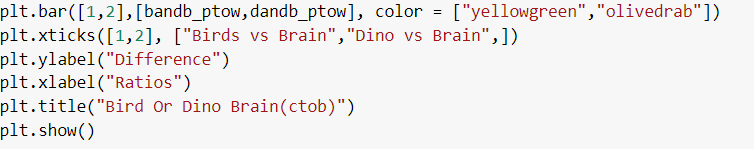 plt.bar([1,2],[bandb_ptow,dandb_ptow], color = ["yellowgreen","olivedrab"])
plt.xticks([1,2], ["Birds vs Brain","Dino vs Brain",])
plt.ylabel("Difference")
plt.xlabel("Ratios")
plt.title("Bird Or Dino Brain(ctob)")
plt.show()